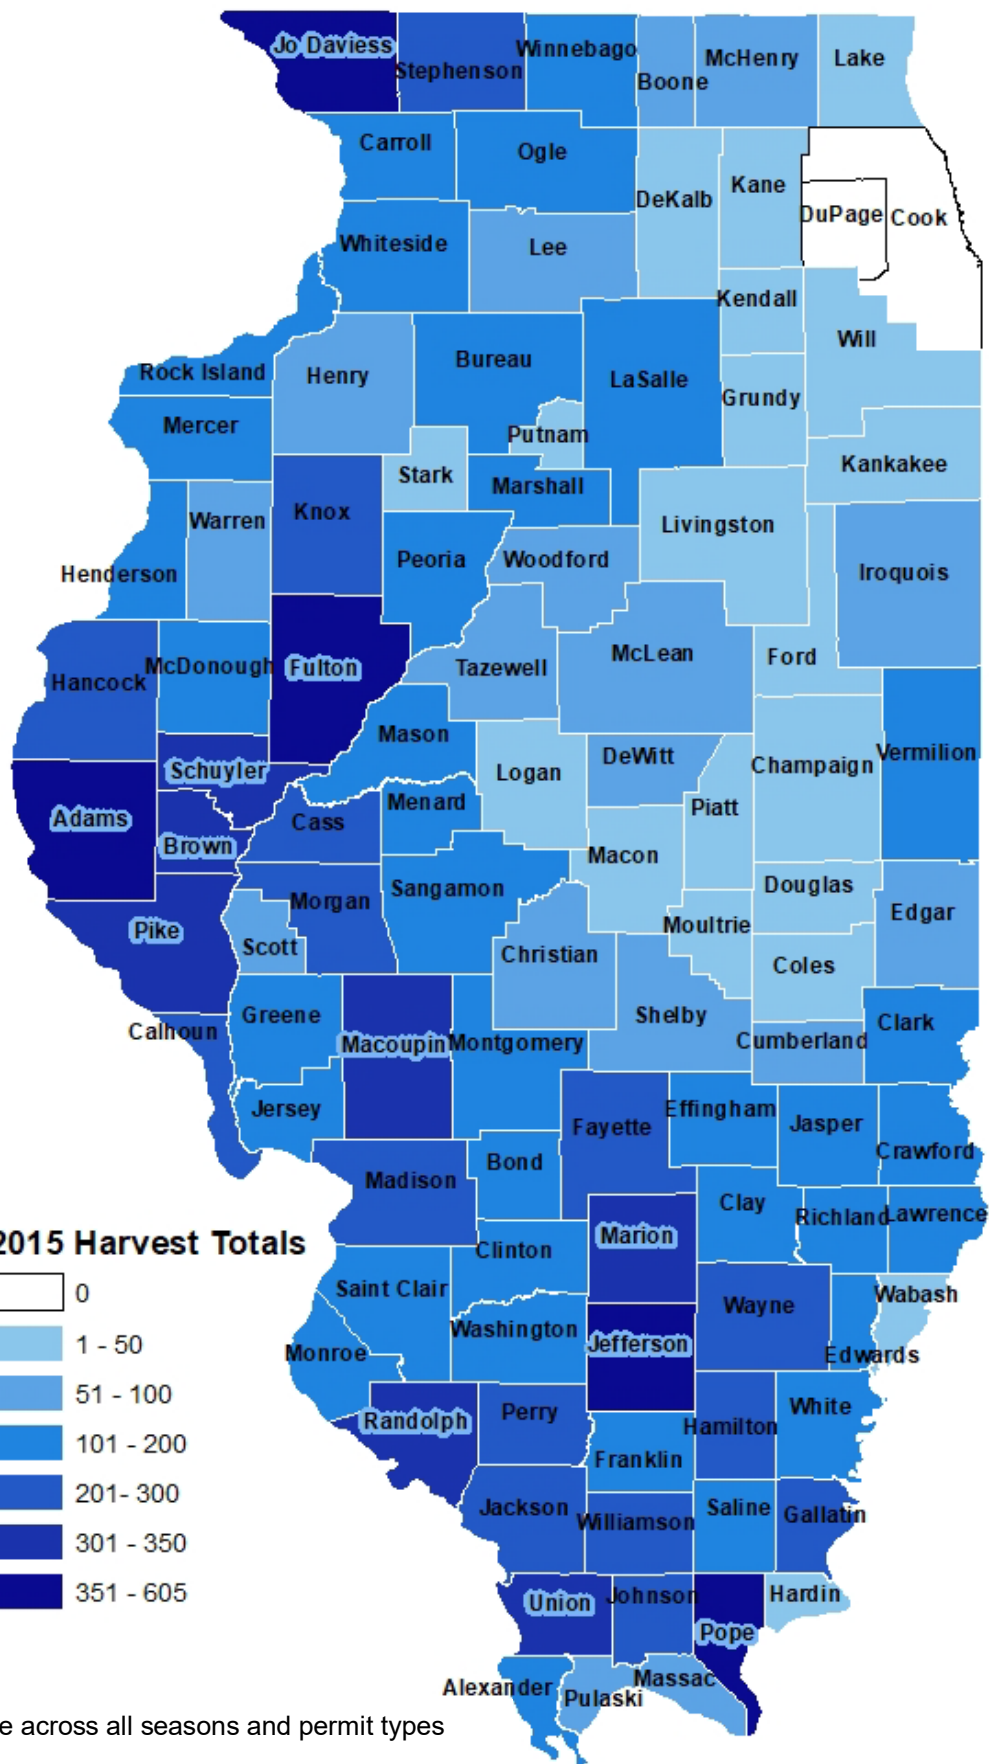 Jo Daviess
Stephenson
Winnebago
Boone
McHenry
Lake
Carroll
Ogle
DeKalb
Kane
DuPage
Cook
Whiteside
Lee
Kendall
Will
Rock Island
Henry
Bureau
LaSalle
Grundy
Mercer
Putnam
Kankakee
Stark
Marshall
Warren
Knox
Livingston
Henderson
Peoria
Woodford
Iroquois
Hancock
McDonough
Fulton
Tazewell
McLean
Ford
Mason
Schuyler
Logan
DeWitt
Champaign
Vermilion
Adams
Cass
Menard
Piatt
Brown
Macon
Pike
Morgan
Sangamon
Douglas
Edgar
Scott
Christian
Moultrie
Coles
Calhoun
Greene
Macoupin
Montgomery
Shelby
Cumberland
Clark
Jersey
Fayette
Effingham
Jasper
Crawford
Madison
Bond
Clay
Richland
Lawrence
Clinton
Marion
Saint Clair
Wayne
Wabash
Washington
Jefferson
Edwards
Monroe
Randolph
Perry
Hamilton
White
Franklin
Jackson
Williamson
Saline
Gallatin
Union
Johnson
Pope
Hardin
Alexander
Pulaski
Massac
2015 Harvest Totals
0
1 - 50
51 - 100
101 - 200
201- 300
301 - 350
351 - 605
e across all seasons and permit types